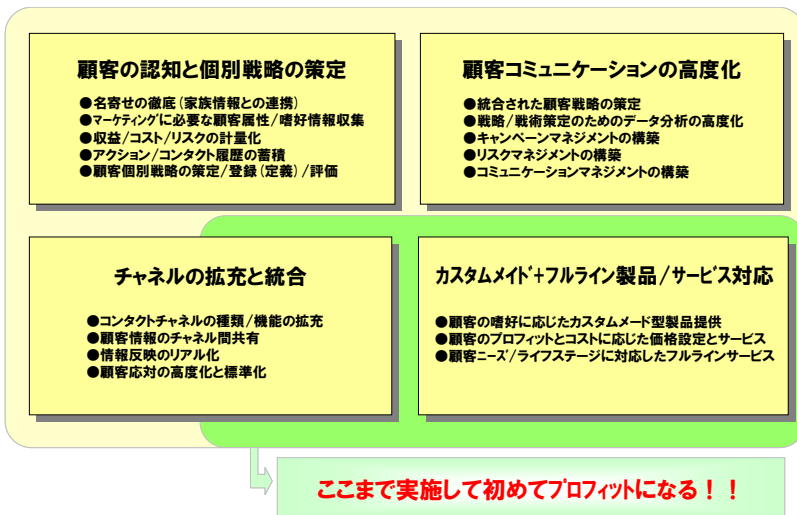 顧客の認知と個別戦略の策定
●名寄せの徹底(家族情報との連携)
●マーケティングに必要な顧客属性/嗜好情報収集
●収益/コスト/リスクの計量化
●アクション/コンタクト履歴の蓄積
●顧客個別戦略の策定/登録(定義)/評価
顧客コミュニケーションの高度化
●統合された顧客戦略の策定
●戦略/戦術策定のためのデータ分析の高度化
●キャンペーンマネジメントの構築
●リスクマネジメントの構築
●コミュニケーションマネジメントの構築
チャネルの拡充と統合
●コンタクトチャネルの種類/機能の拡充
●顧客情報のチャネル間共有
●情報反映のリアル化
●顧客応対の高度化と標準化
カスタムメイド+フルライン製品/サービス対応
●顧客の嗜好に応じたカスタムメード型製品提供
●顧客のプロフィットとコストに応じた価格設定とサービス
●顧客ニーズ/ライフステージに対応したフルラインサービス
ここまで実施して初めてプロフィットになる！！